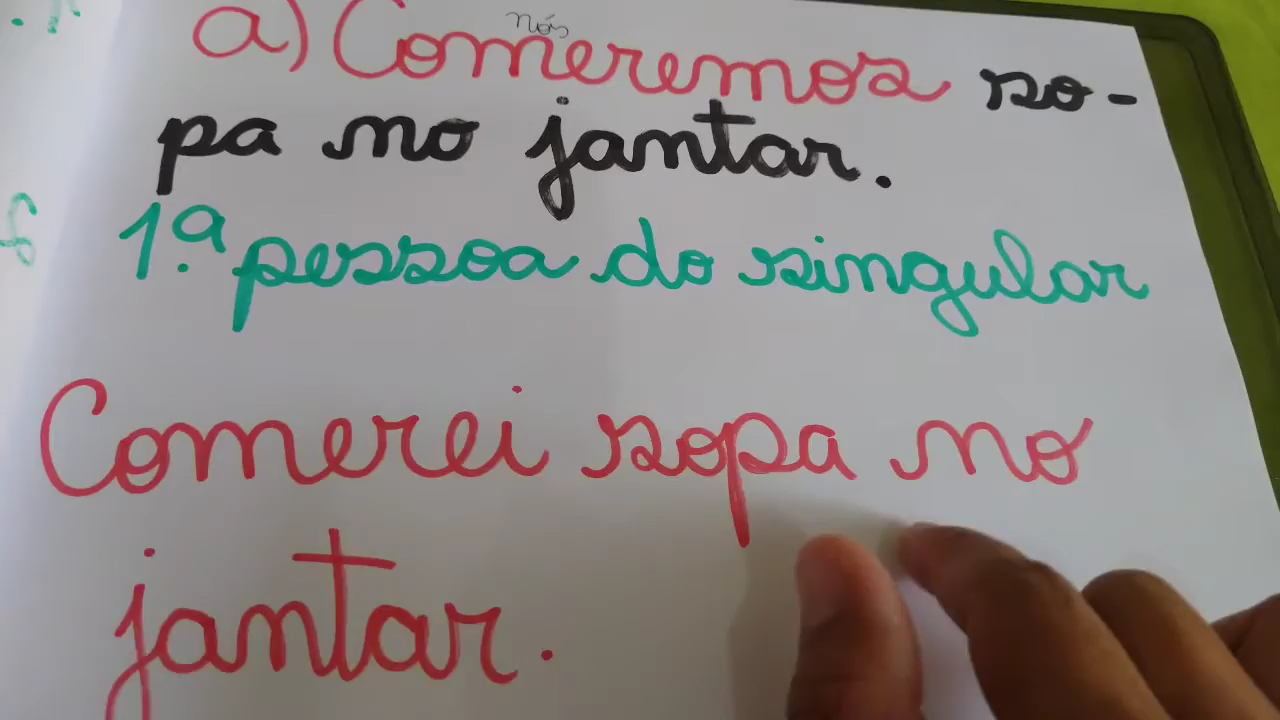 nós
a) Comeremos so-
pa no jantar.
1.ª pessoa do singular
Comerei sopa no
jantar.